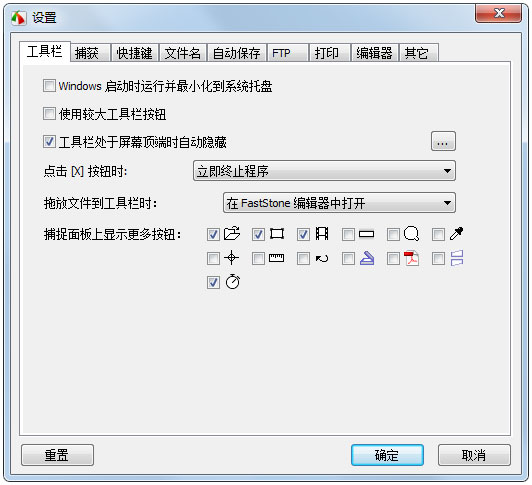 设置
工具栏 捕获 快捷键 文件名 自动保存 FTP 打印 编辑器 其它
Windows 启动时运行并最小化到系统托盘
使用较大工具栏按钮
工具栏处于屏幕顶端时自动隐藏 ...
点击 [X] 按钮时: 立即终止程序
拖放文件到工具栏时: 在 FastStone 编辑器中打开
捕捉面板上显示更多按钮:
重置 确定 取消